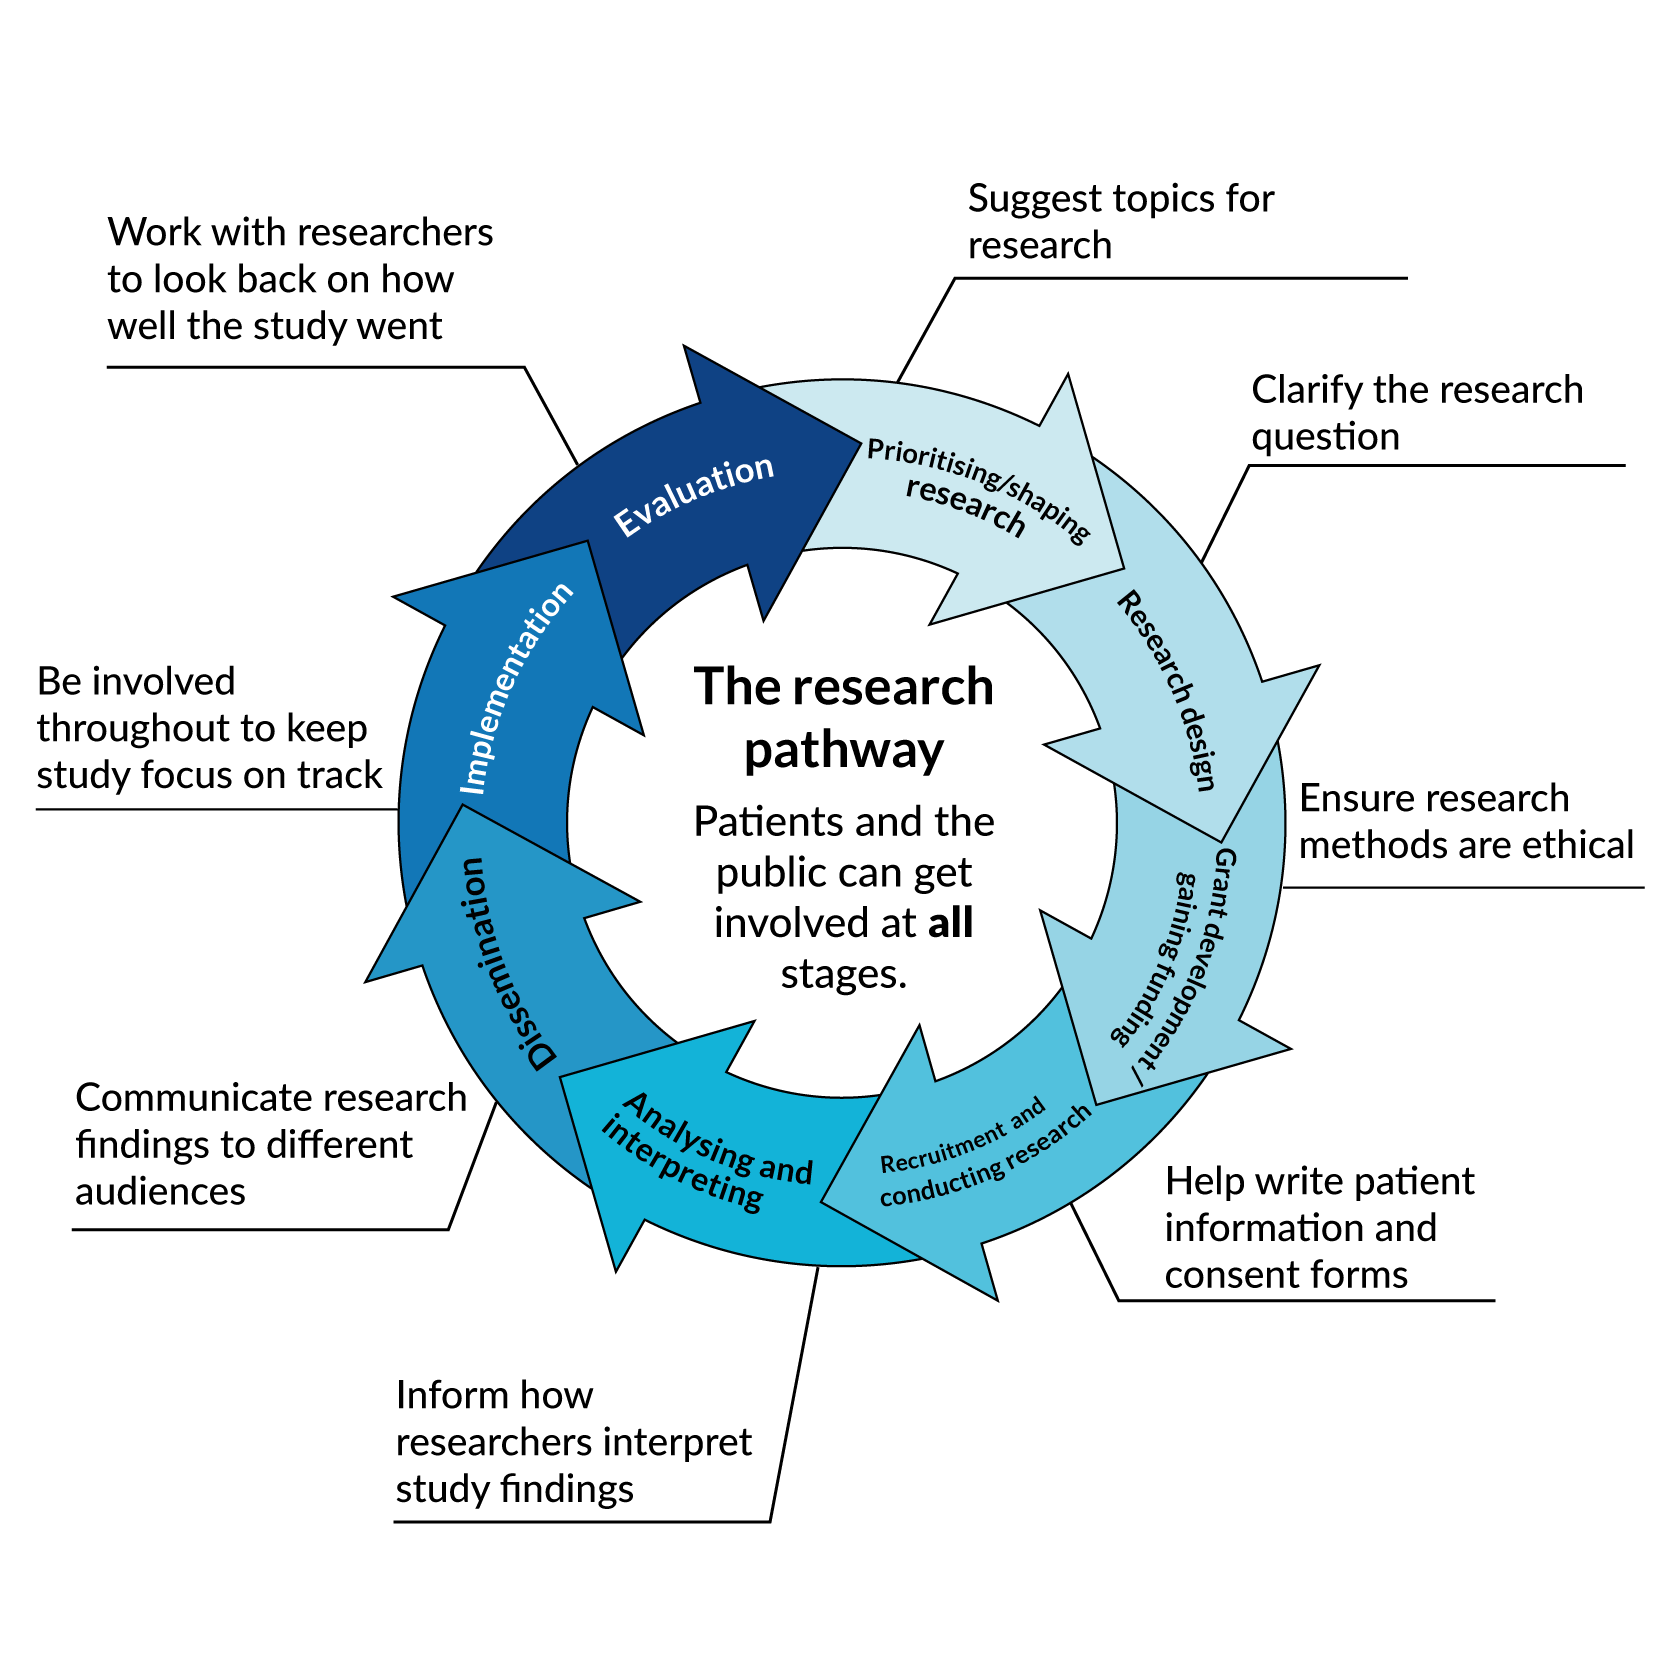 Suggest topics for
research
Work with researchers
to look back on how
well the study went
Clarify the research
question
Evaluation
Prioritising/shaping
research
Research design
Implementation
The research
pathway
Patients and the
public can get
involved at all
stages.
Be involved
throughout to keep
study focus on track
Ensure research
methods are ethical
Grant development /
gaining funding
Dissemination
Analysing and
interpreting
Recruitment and
conducting research
Communicate research
findings to different
audiences
Help write patient
information and
consent forms
Inform how
researchers interpret
study findings